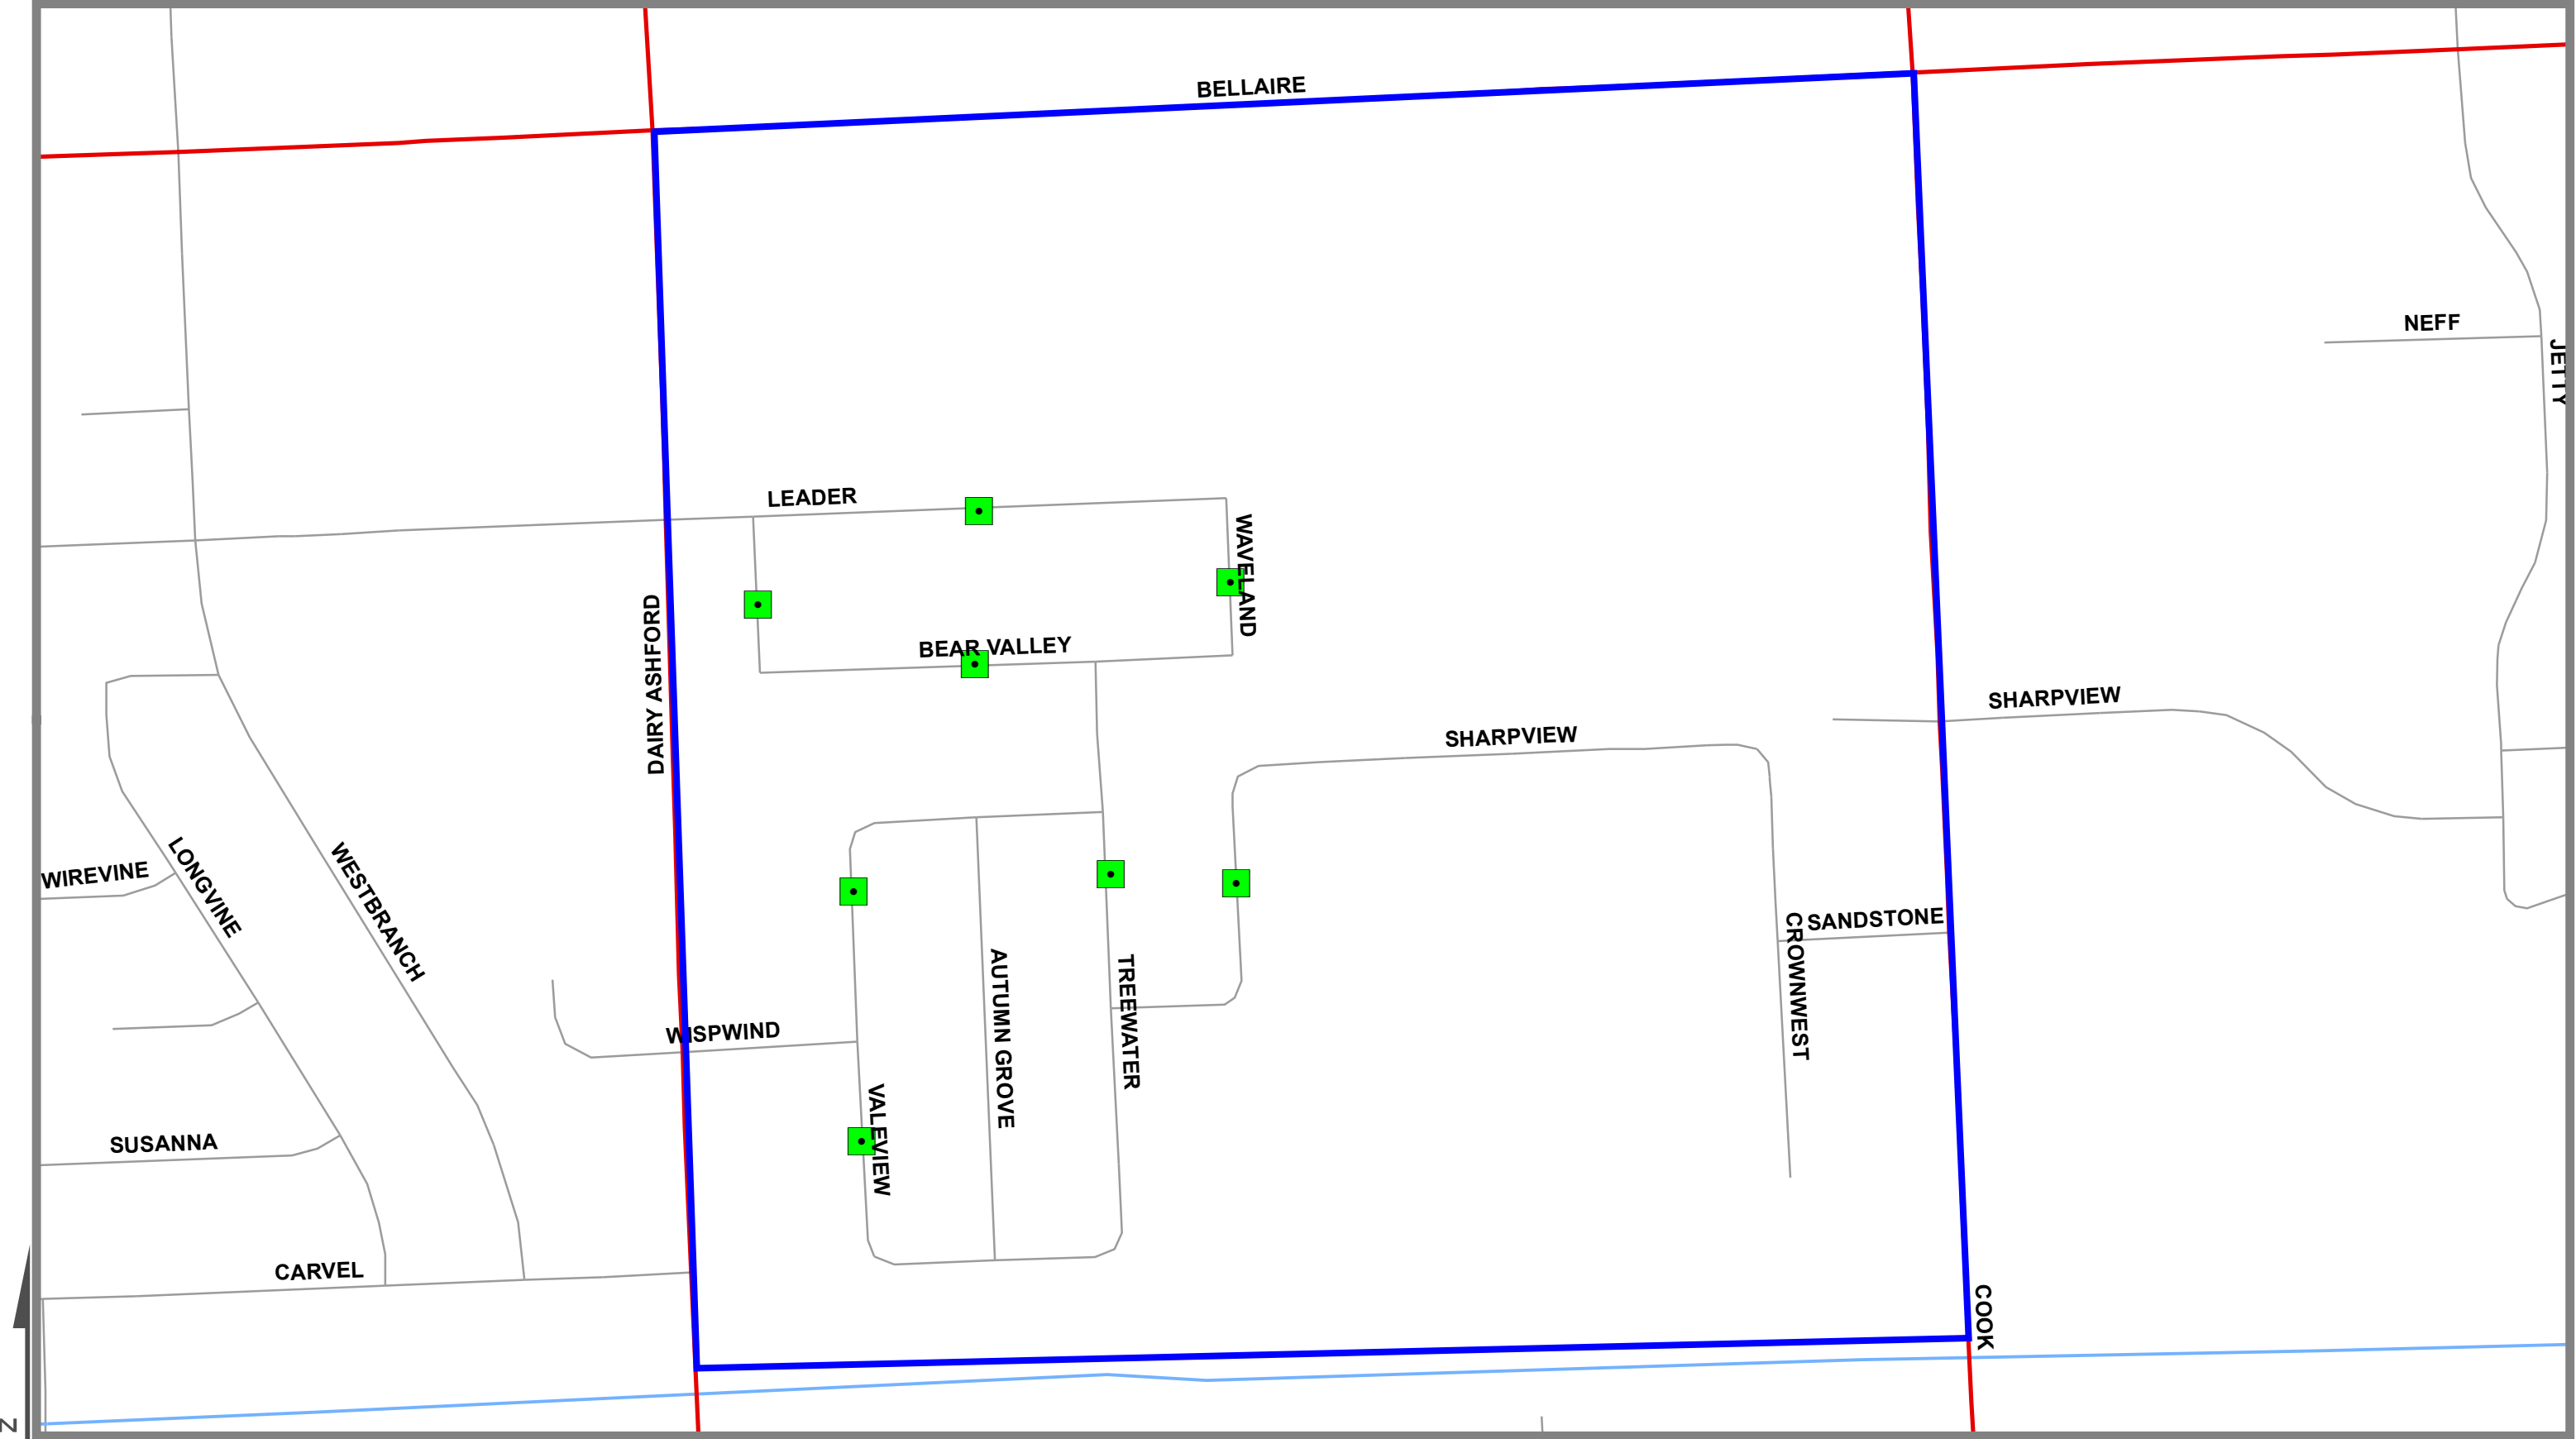 BELLAIRE
NEFF
JETTY
LEADER
WAVELAND
DAIRY ASHFORD
BEAR VALLEY
SHARPVIEW
SHARPVIEW
WIREVINE
LONGVINE
WESTBRANCH
SANDSTONE
CROWNWEST
AUTUMN GROVE
TREEWATER
WISPWIND
VALEVIEW
SUSANNA
CARVEL
COOK
Z